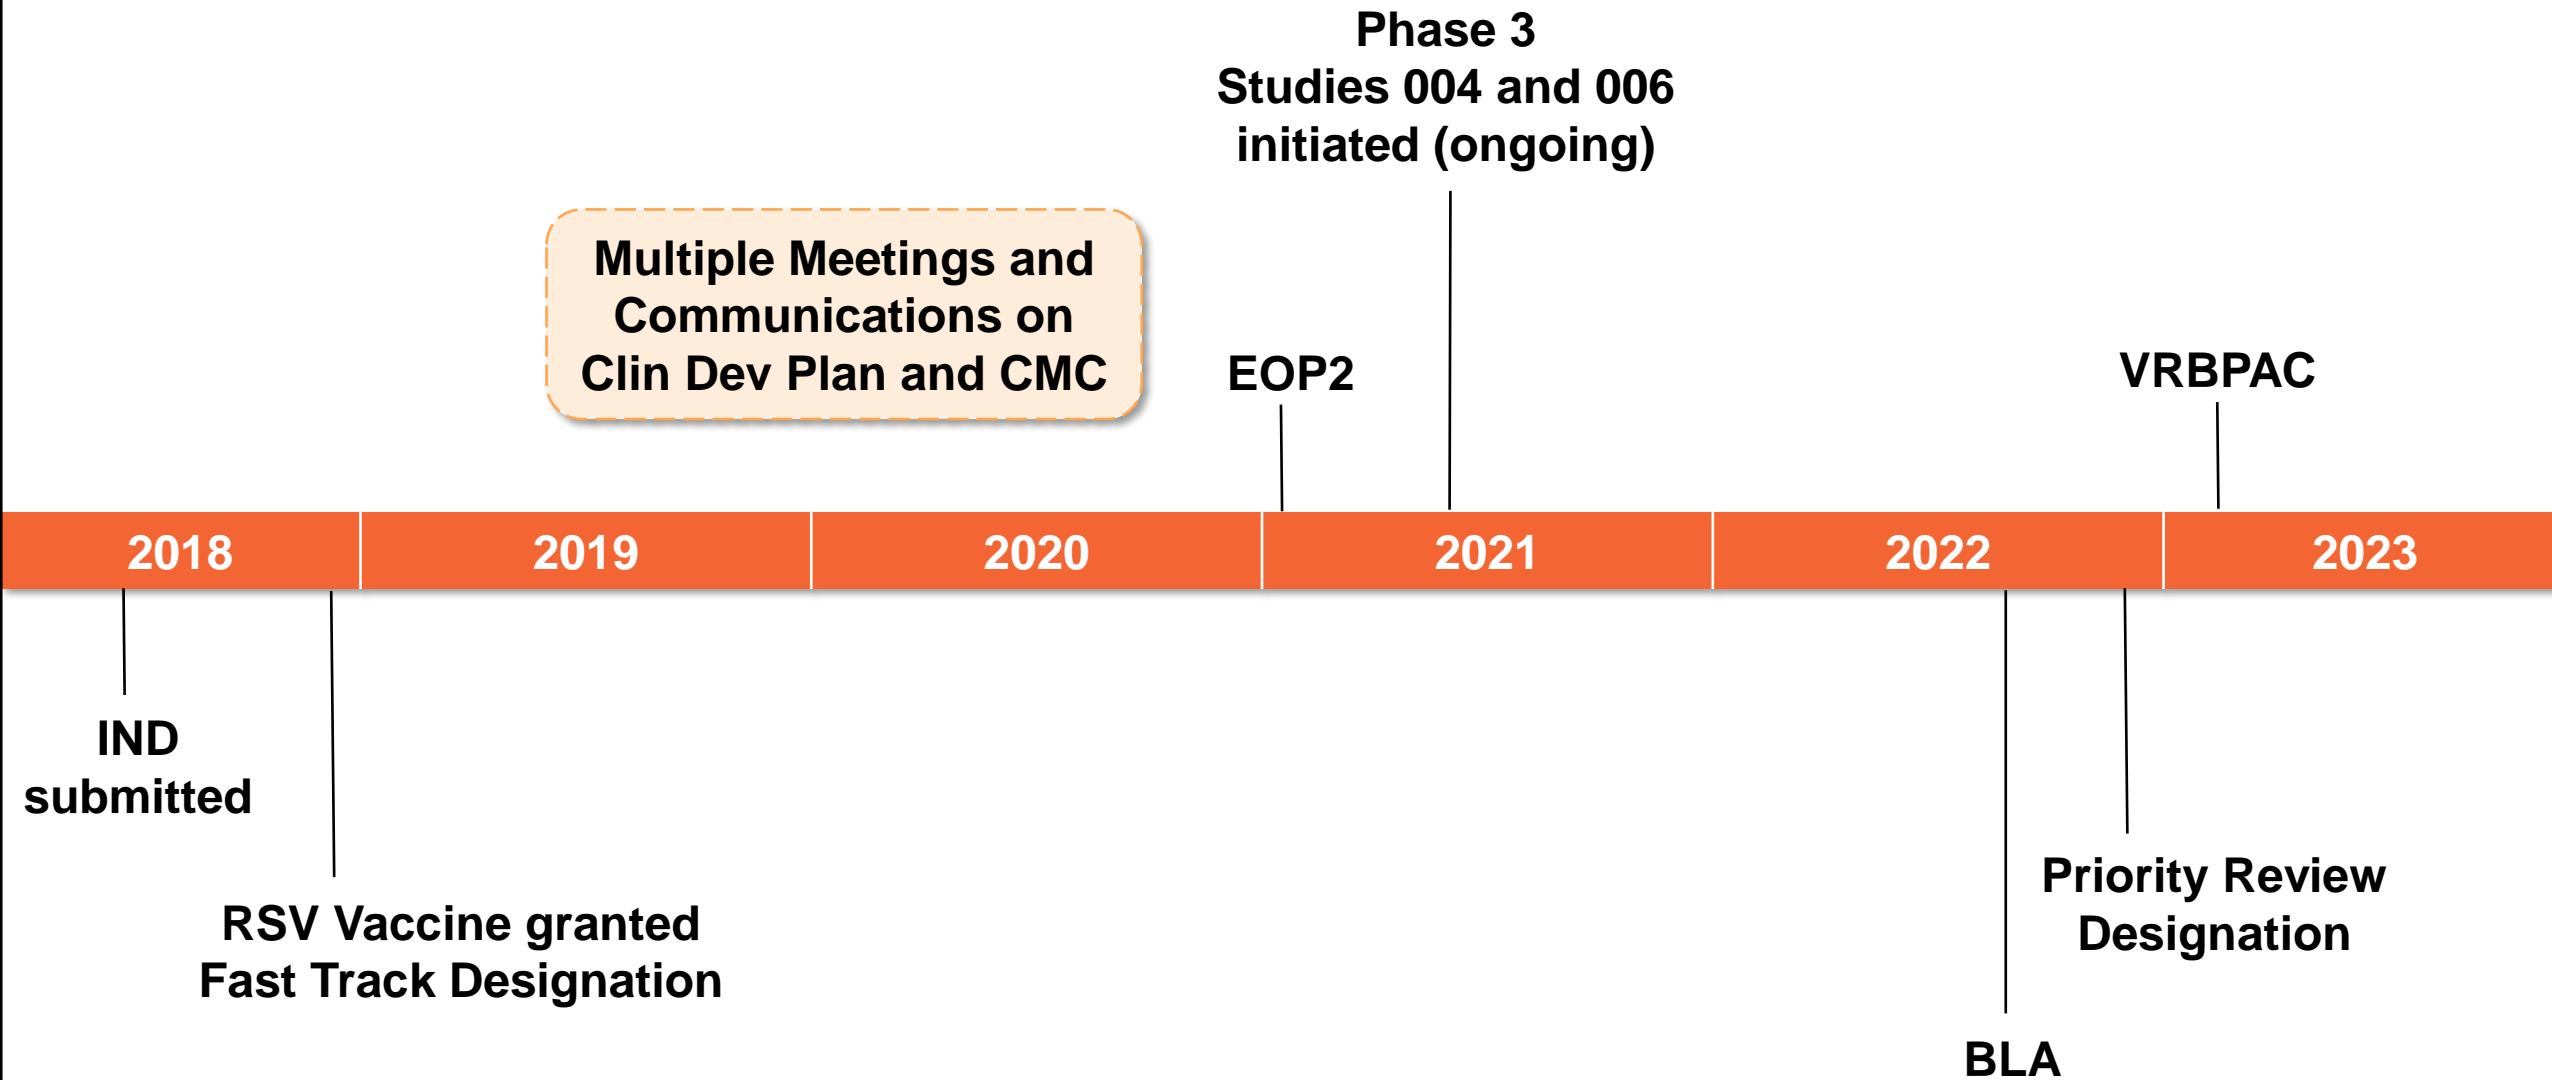 Phase 3
Studies 004 and 006
initiated (ongoing)
Multiple Meetings and
Communications on
Clin Dev Plan and CMC
EOP2
VRBPAC
2018
2019
2020
2021
2022
2023
IND
submitted
RSV Vaccine granted
Fast Track Designation
Priority Review
Designation
BLA